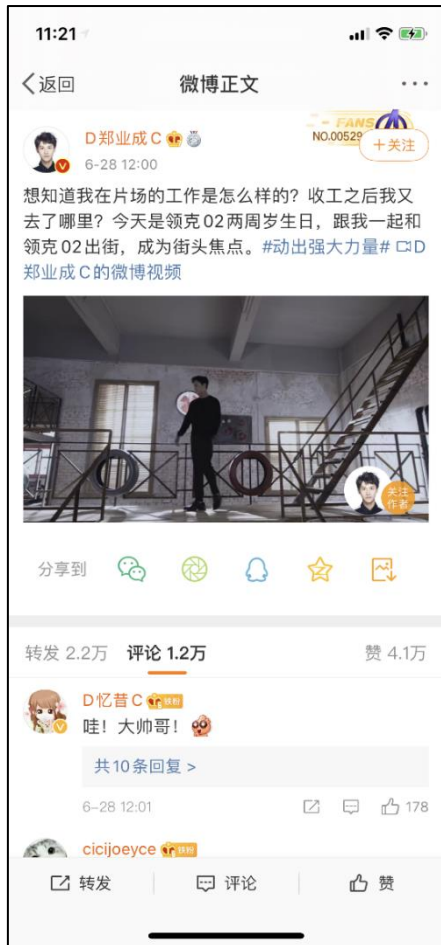 11:21
返回
微博正文
D郑业成C
FANS
NO.00529
+关注
6-28 12:00
想知道我在片场的工作是怎么样的？收工之后我又
去了哪里？今天是领克02两周岁生日，跟我一起和
领克02出街，成为街头焦点。#动出强大力量# D
郑业成C的微博视频
关注
作者
分享到
转发 2.2万 评论 1.2万 赞 4.1万
D忆昔C 铁粉
哇！大帅哥！
共10条回复 >
6-28 12:01
178
cicijoeyce 铁粉
转发 评论 赞